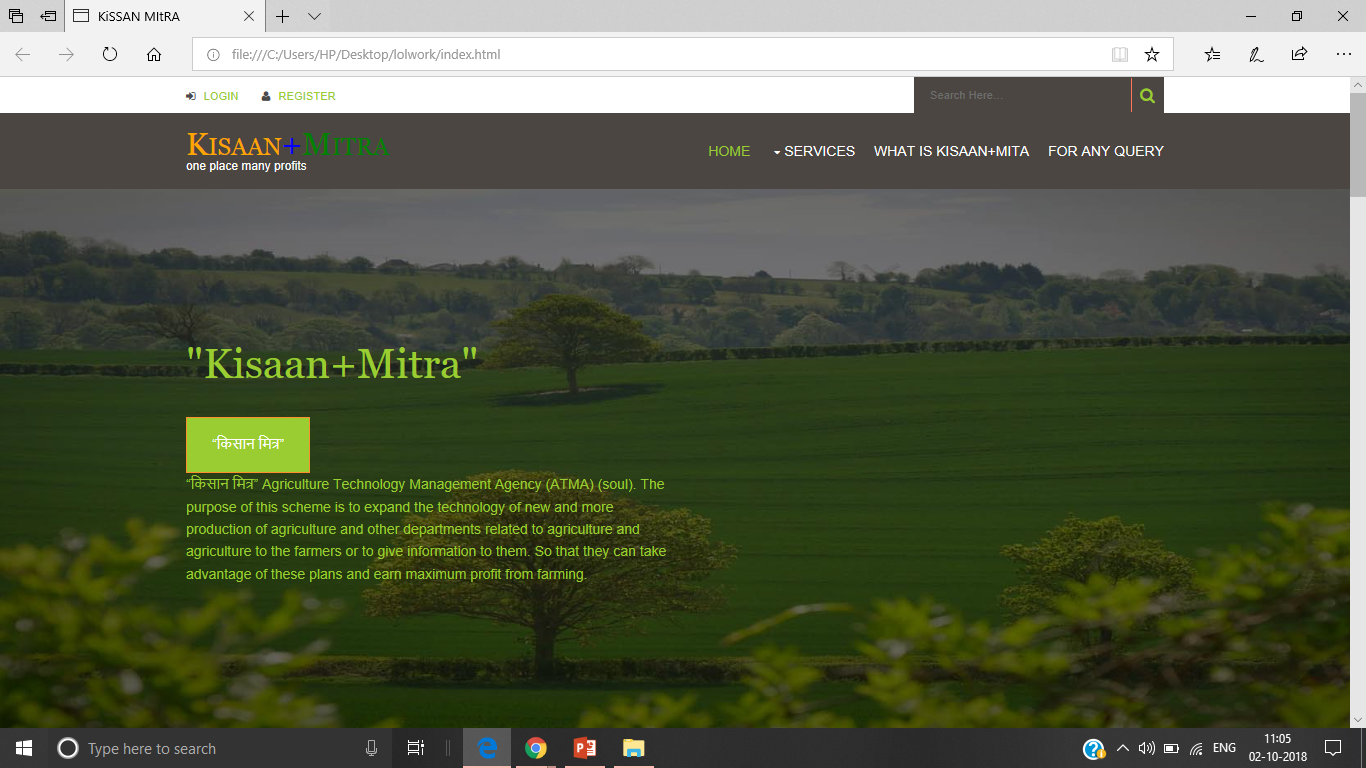 KiSSAN MItRA
file:///C:/Users/HP/Desktop/lolwork/index.html
LOGIN REGISTER Search Here...
KISAAN+MITRA
one place many profits
HOME SERVICES WHAT IS KISAAN+MITA FOR ANY QUERY
"Kisaan+Mitra"
“किसान मित्र”
“किसान मित्र” Agriculture Technology Management Agency (ATMA) (soul). The
purpose of this scheme is to expand the technology of new and more
production of agriculture and other departments related to agriculture and
agriculture to the farmers or to give information to them. So that they can take
advantage of these plans and earn maximum profit from farming.
Type here to search
ENG
11:05
02-10-2018